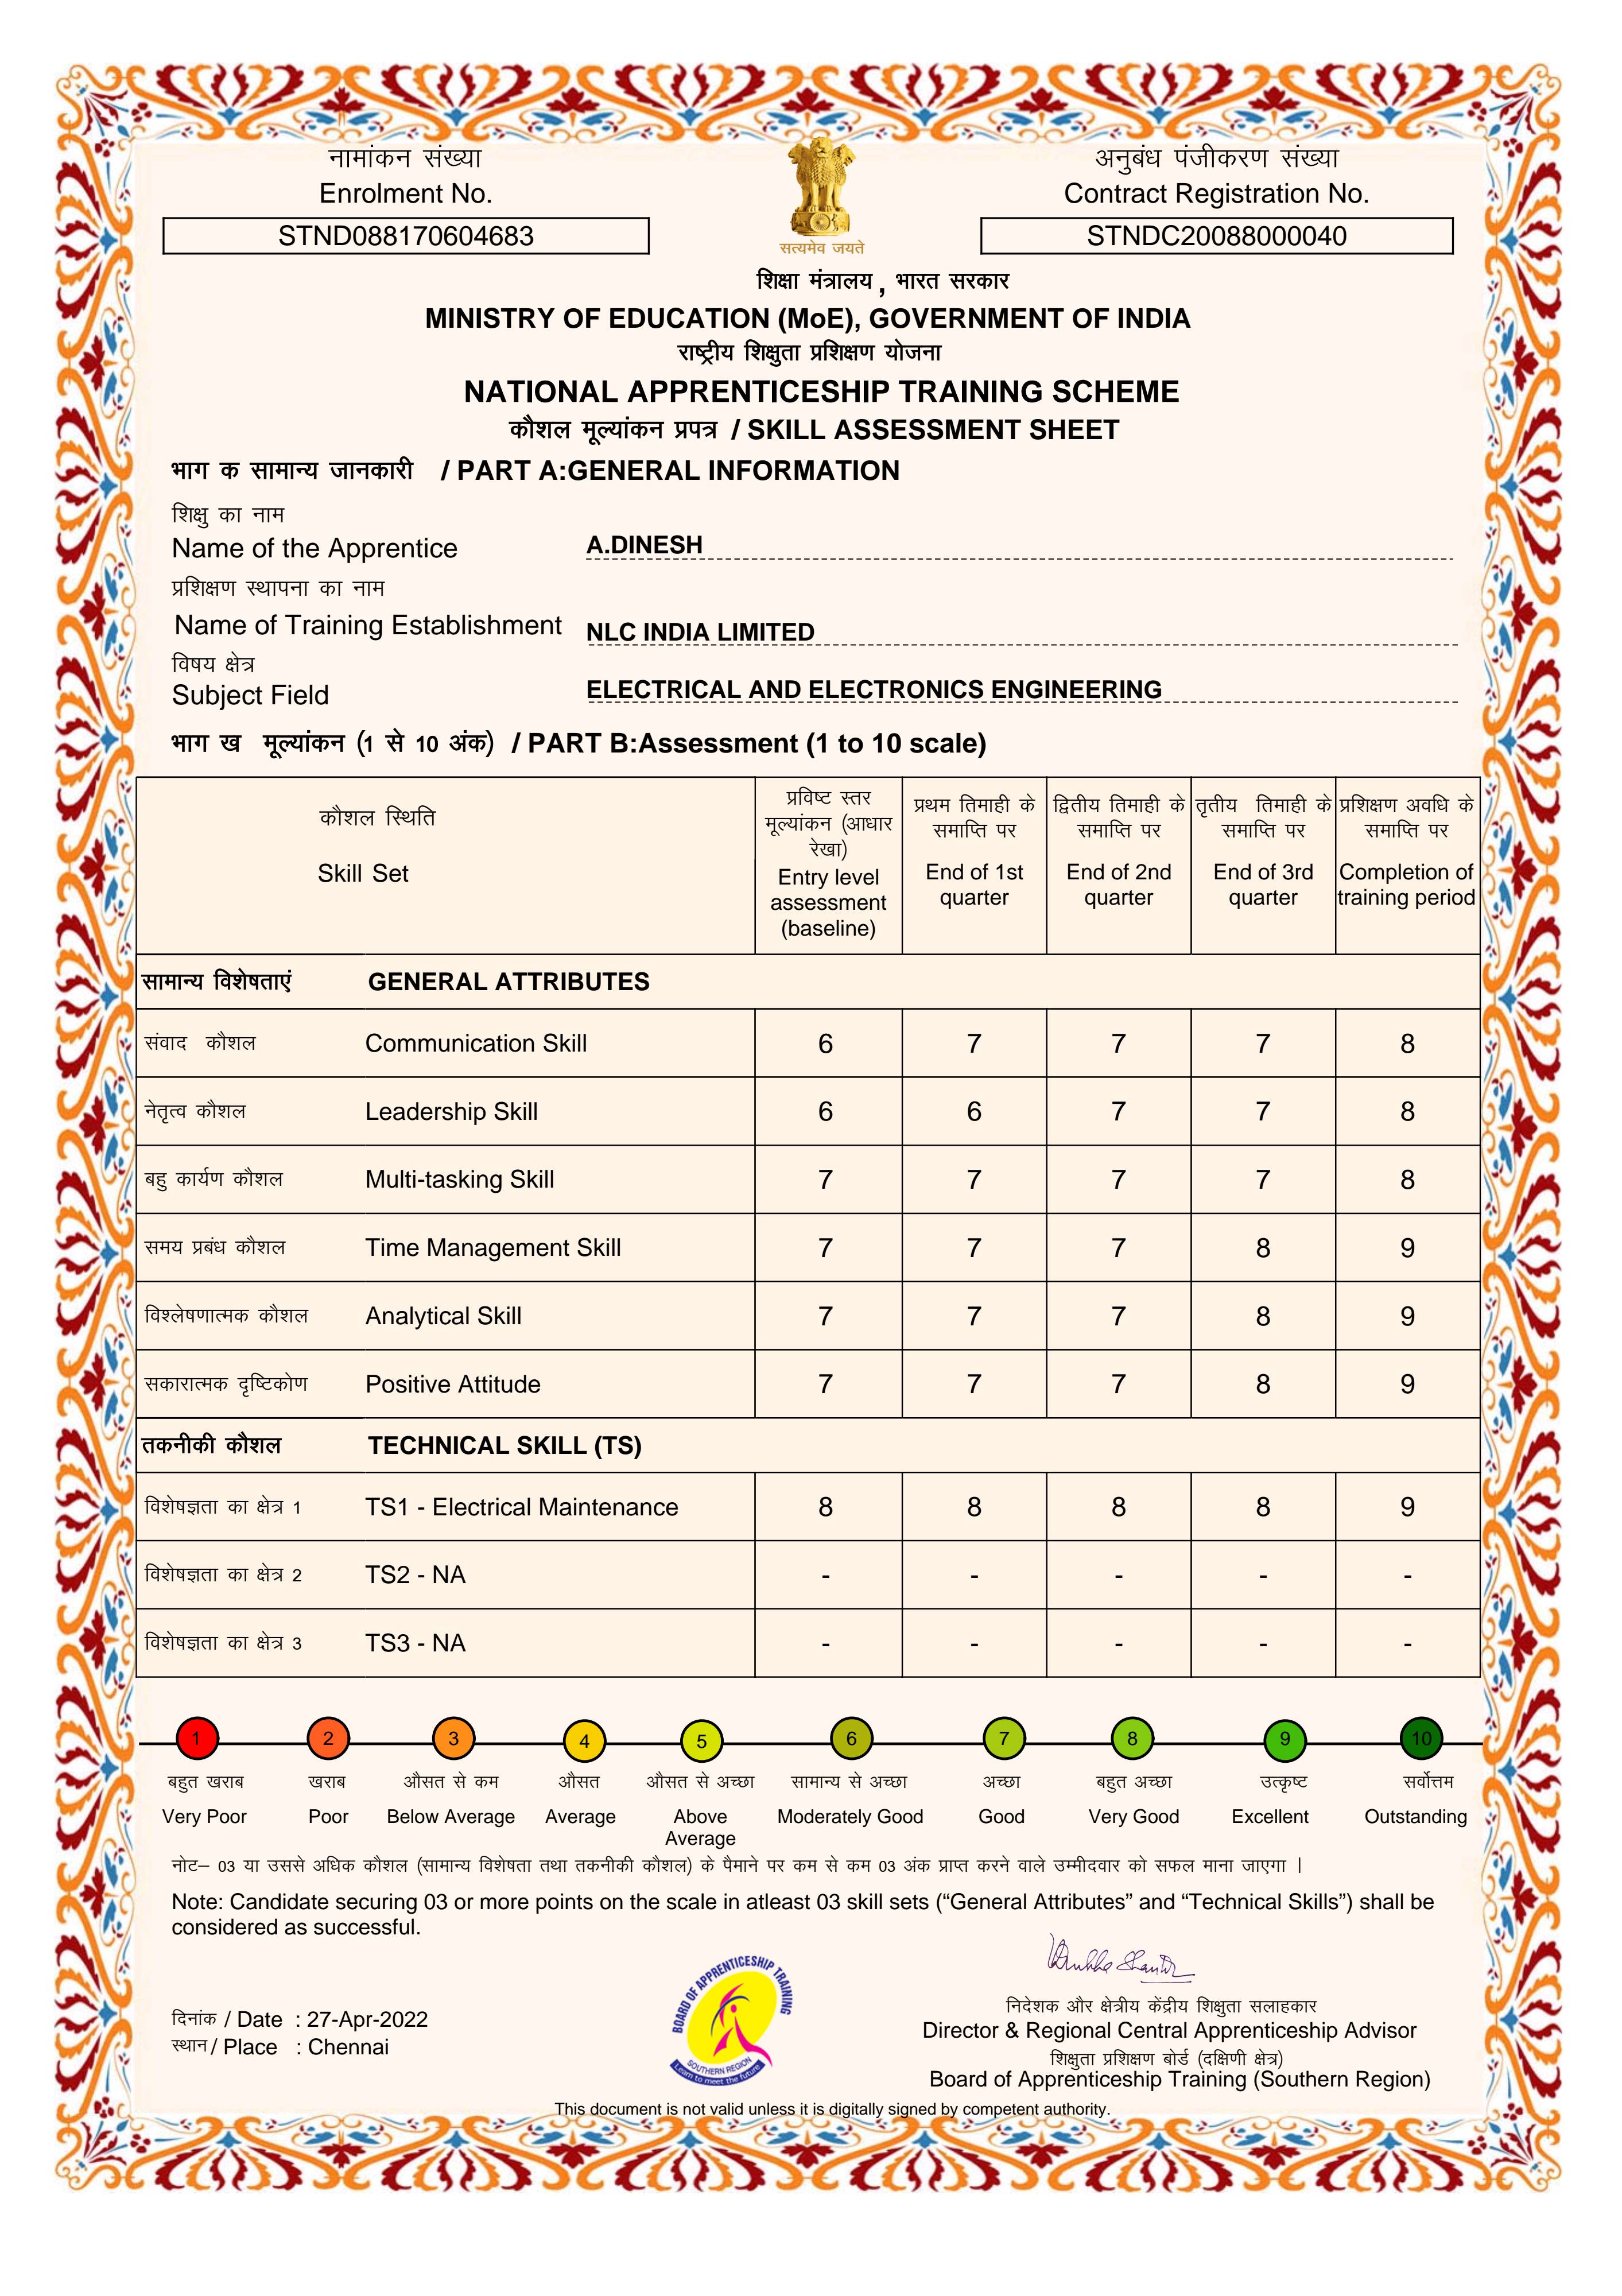 नामांकन संख्या
अनुबंध पंजीकरण संख्या
Enrolment No.
Contract Registration No.
STND088170604683
STNDC20088000040
सत्यमेव जयते
शिक्षा मंत्रालय , भारत सरकार
MINISTRY OF EDUCATION (MoE), GOVERNMENT OF INDIA
राष्ट्रीय शिक्षुता प्रशिक्षण योजना
NATIONAL APPRENTICESHIP TRAINING SCHEME
कौशल मूल्यांकन प्रपत्र / SKILL ASSESSMENT SHEET
भाग क सामान्य जानकारी / PART A:GENERAL INFORMATION
शिक्षु का नाम
Name of the Apprentice A.DINESH
प्रशिक्षण स्थापना का नाम
Name of Training Establishment NLC INDIA LIMITED
विषय क्षेत्र
Subject Field ELECTRICAL AND ELECTRONICS ENGINEERING
भाग ख मूल्यांकन (1 से 10 अंक) / PART B:Assessment (1 to 10 scale)
कौशल स्थिति
Skill Set
प्रविष्ट स्तर
मूल्यांकन (आधार
रेखा)
Entry level
assessment
(baseline)
प्रथम तिमाही के
समाप्ति पर
End of 1st
quarter
द्वितीय तिमाही के
समाप्ति पर
End of 2nd
quarter
तृतीय तिमाही के
समाप्ति पर
End of 3rd
quarter
प्रशिक्षण अवधि के
समाप्ति पर
Completion of
training period
सामान्य विशेषताएं GENERAL ATTRIBUTES
संवाद कौशल Communication Skill 6 7 7 7 8
नेतृत्व कौशल Leadership Skill 6 6 7 7 8
बहु कार्यण कौशल Multi-tasking Skill 7 7 7 7 8
समय प्रबंध कौशल Time Management Skill 7 7 7 8 9
विश्लेषणात्मक कौशल Analytical Skill 7 7 7 8 9
सकारात्मक दृष्टिकोण Positive Attitude 7 7 7 8 9
तकनीकी कौशल TECHNICAL SKILL (TS)
विशेषज्ञता का क्षेत्र 1 TS1 - Electrical Maintenance 8 8 8 8 9
विशेषज्ञता का क्षेत्र 2 TS2 - NA - - - - -
विशेषज्ञता का क्षेत्र 3 TS3 - NA - - - - -
1 2 3 4 5 6 7 8 9 10
बहुत खराब खराब औसत से कम औसत औसत से अच्छा सामान्य से अच्छा अच्छा बहुत अच्छा उत्कृष्ट सर्वोत्तम
Very Poor Poor Below Average Average Above Moderately Good Good Very Good Excellent Outstanding
Average
नोट– 03 या उससे अधिक कौशल (सामान्य विशेषता तथा तकनीकी कौशल) के पैमाने पर कम से कम 03 अंक प्राप्त करने वाले उम्मीदवार को सफल माना जाएगा |
Note: Candidate securing 03 or more points on the scale in atleast 03 skill sets (“General Attributes” and “Technical Skills”) shall be
considered as successful.
BOARD OF APPRENTICESHIP TRAINING
SOUTHERN REGION
Learn to meet the future
दिनांक / Date : 27-Apr-2022
स्थान / Place : Chennai
निदेशक और क्षेत्रीय केंद्रीय शिक्षुता सलाहकार
Director & Regional Central Apprenticeship Advisor
शिक्षुता प्रशिक्षण बोर्ड (दक्षिणी क्षेत्र)
Board of Apprenticeship Training (Southern Region)
This document is not valid unless it is digitally signed by competent authority.